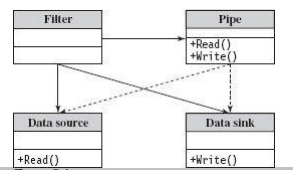 Filter
Pipe
+Read()
+Write()
Data source
Data sink
+Read()
+Write()